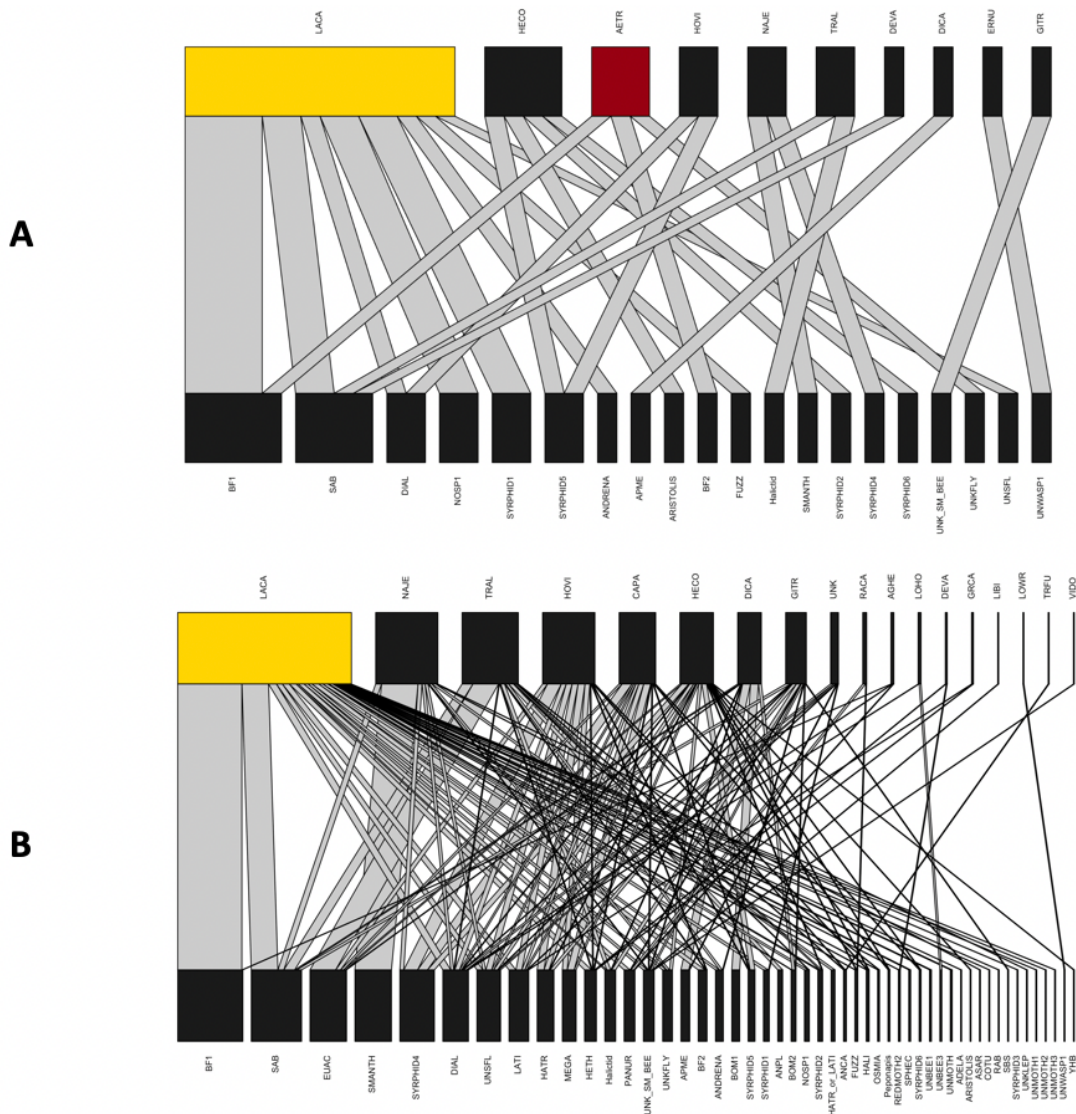 LACA
HECO
AETR
HOVI
NAJE
TRAL
DEVA
DICA
ERNU
GITR
A
BF1
SAB
DIAL
NOSP1
SYRPHID1
SYRPHID5
ANDRENA
APME
ARISTOLIS
BF2
FUZZ
Halictid
SMANTH
SYRPHID2
SYRPHID4
SYRPHID6
UNK_SM_BEE
UNKFLY
UNSFL
UNWASP1
LACA
NAJE
TRAL
HOVI
CAPA
HECO
DICA
GITR
UNK
RACA
AGHE
LOHO
DEVA
GRCA
LIBI
LOWR
TRFU
VIDO
B
BF1
SAB
EUAC
SMANTH
SYRPHID4
DIAL
UNSFL
LATI
HATR
MEGA
HETH
Halictid
PANUR
UNK_SM_BEE
UNKFLY
APME
BF2
ANDRENA
BOM1
SYRPHID5
SYRPHID1
ANPL
BOM2
NOSP1
SYRPHID2
HATR_or_LATI
ANCA
FUZZ
HALI
OSMIA
Peponapis
REDMOTH2
SPHEC
SYRPHID6
UNBEE1
UNBEE3
UNMOTH
ADELA
ARISTOLIS
ASAR
COTU
RAB
SBS
SYRPHID3
UNKLEP
UNMOTH1
UNMOTH2
UNMOTH3
UNWASP1
YHB